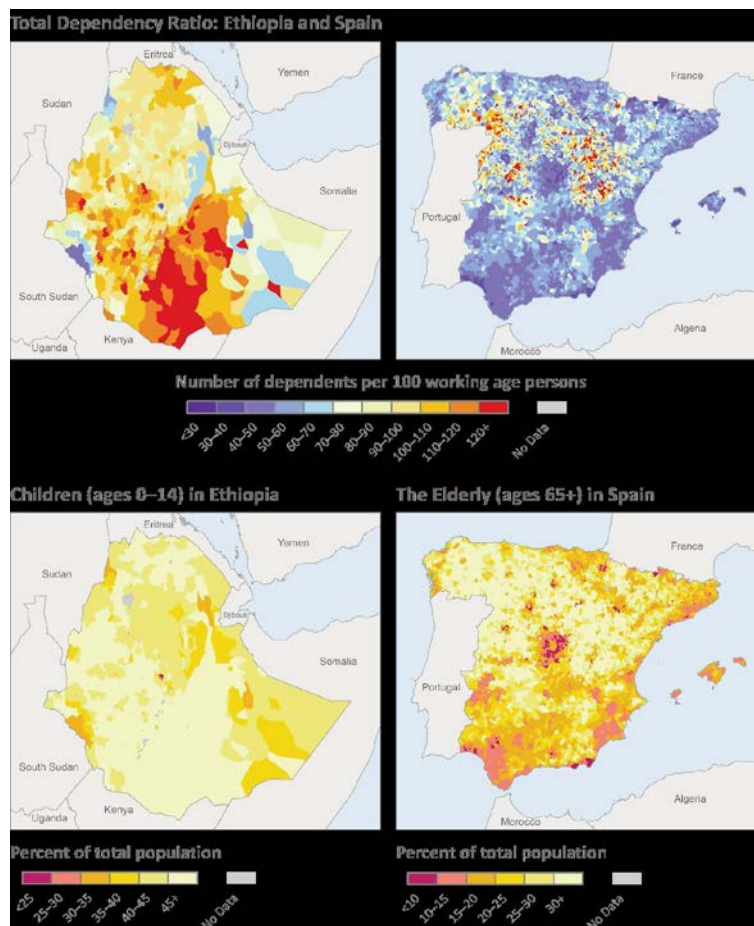 Total Dependency Ratio: Ethiopia and Spain
Eritrea
Yemen
Sudan
Djibouti
Somalia
South Sudan
Uganda
Kenya
France
Portugal
Algeria
Morocco
Number of dependents per 100 working age persons
<30
30–40
40–50
50–60
60–70
70–80
80–90
90–100
100–110
110–120
120+
No Data
Children (ages 0–14) in Ethiopia
The Elderly (ages 65+) in Spain
Eritrea
Yemen
Sudan
Djibouti
Somalia
South Sudan
Uganda
Kenya
France
Portugal
Algeria
Morocco
Percent of total population
<25
25–30
30–35
35–40
40–45
45+
No Data
Percent of total population
<10
10–15
15–20
20–25
25–30
30+
No Data